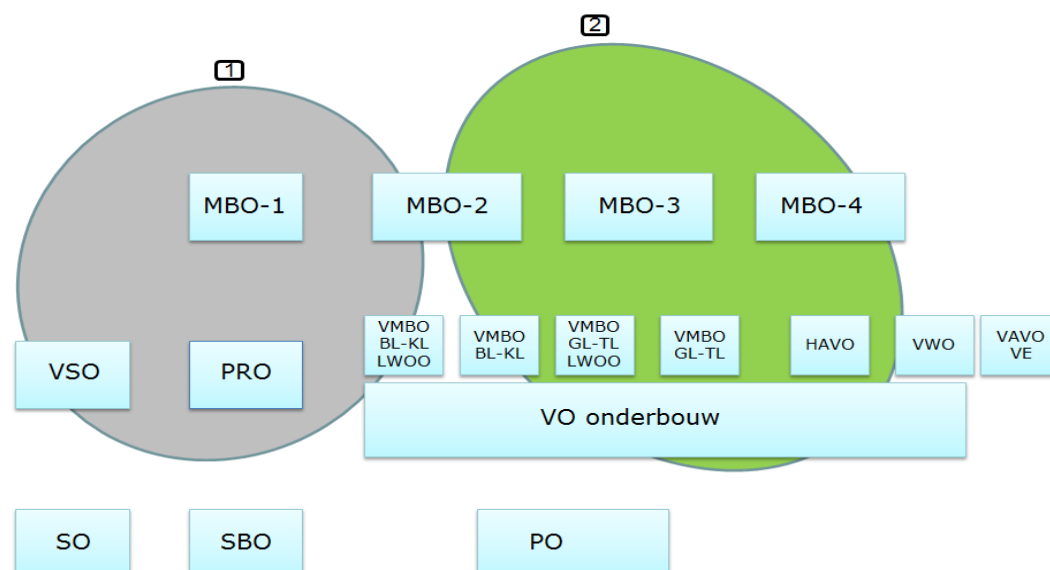 2
1
MBO-1
MBO-2
MBO-3
MBO-4
VSO
PRO
VMBO
BL-KL
LWOO
VMBO
BL-KL
VMBO
GL-TL
LWOO
VMBO
GL-TL
HAVO
VWO
VAVO
VE
VO onderbouw
SO
SBO
PO